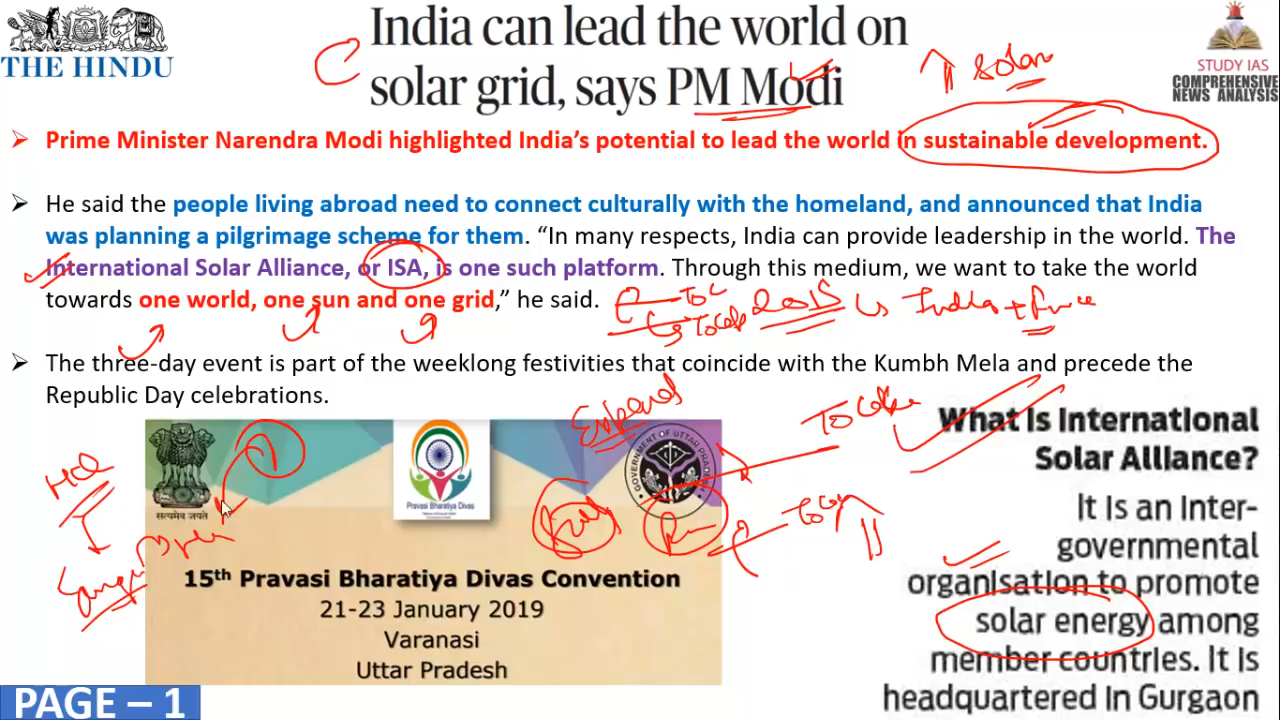 THE HINDU
India can lead the world on
solar grid, says PM Modi
STUDY IAS
COMPREHENSIVE
NEWS ANALYSIS
Solar
Prime Minister Narendra Modi highlighted India's potential to lead the world in sustainable development.
He said the people living abroad need to connect culturally with the homeland, and announced that India
was planning a pilgrimage scheme for them. “In many respects, India can provide leadership in the world. The
International Solar Alliance, or ISA, is one such platform. Through this medium, we want to take the world
towards one world, one sun and one grid,” he said.
2015
India +
The three-day event is part of the weeklong festivities that coincide with the Kumbh Mela and precede the
Republic Day celebrations.
Expand
सत्यमेव जयते
Pravasi Bharatiya Divas
GOVERNMENT OF UTTAR PRADESH
15th Pravasi Bharatiya Divas Convention
21-23 January 2019
Varanasi
Uttar Pradesh
What Is International
Solar Alliance?
It is an Inter-
governmental
organisation to promote
solar energy among
member countries. It is
headquartered in Gurgaon
PAGE – 1